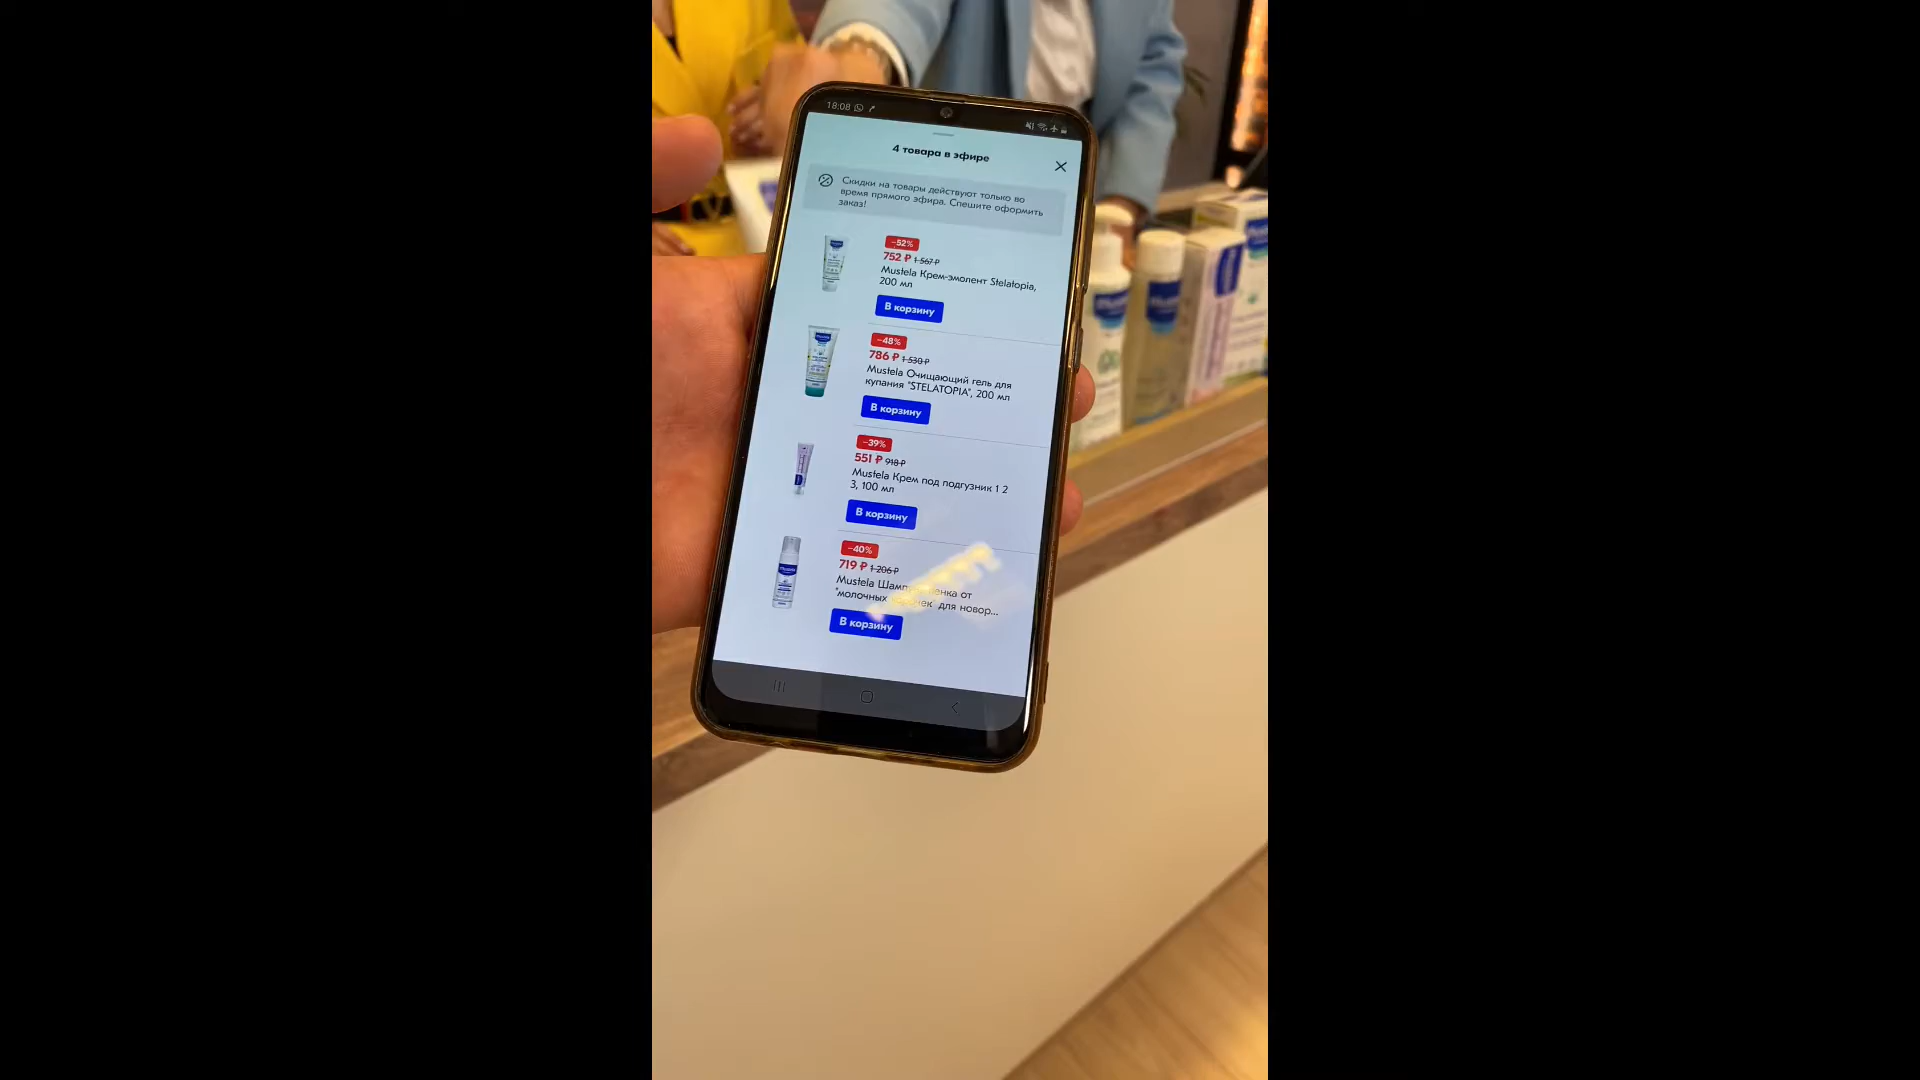 18:08
4 товара в эфире
Скидки на товары действуют только во
время прямого эфира. Спешите оформить
заказ!
−52%
752 ₽ 1 567 ₽
Mustela Крем-эмолент Stelatopia,
200 мл
В корзину
−48%
786 ₽ 1 530 ₽
Mustela Очищающий гель для
купания "STELATOPIA", 200 мл
В корзину
−39%
551 ₽ 918 ₽
Mustela Крем под подгузник 1 2
3, 100 мл
В корзину
−40%
719 ₽ 1 206 ₽
Mustela от
"молочных для новор...
В корзину